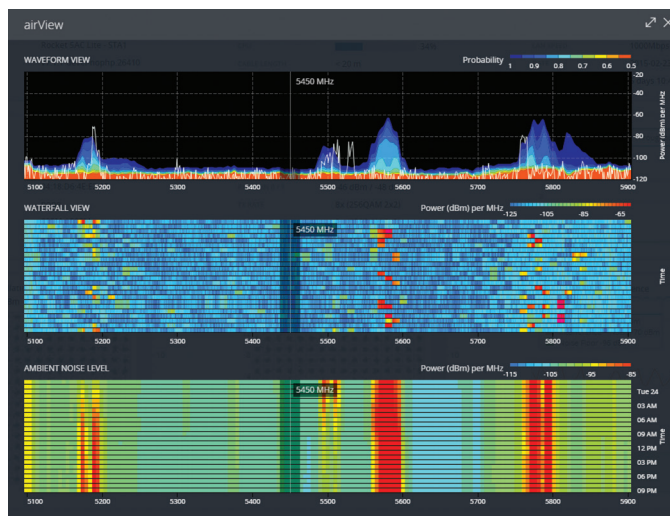 airView
WAVEFORM VIEW
Probability
1 0.9 0.8 0.7 0.6 0.5
5450 MHz
-20
-40
-60
-80
-100
-120
Power (dBm) per MHz
5100 5200 5300 5400 5500 5600 5700 5800 5900
WATERFALL VIEW
Power (dBm) per MHz
-125 -105 -85 -65
5450 MHz
Time
5100 5200 5300 5400 5500 5600 5700 5800 5900
AMBIENT NOISE LEVEL
Power (dBm) per MHz
-115 -105 -95 -85
5450 MHz
Tue 24
03 AM
06 AM
09 AM
12 PM
03 PM
06 PM
09 PM
Time
5100 5200 5300 5400 5500 5600 5700 5800 5900